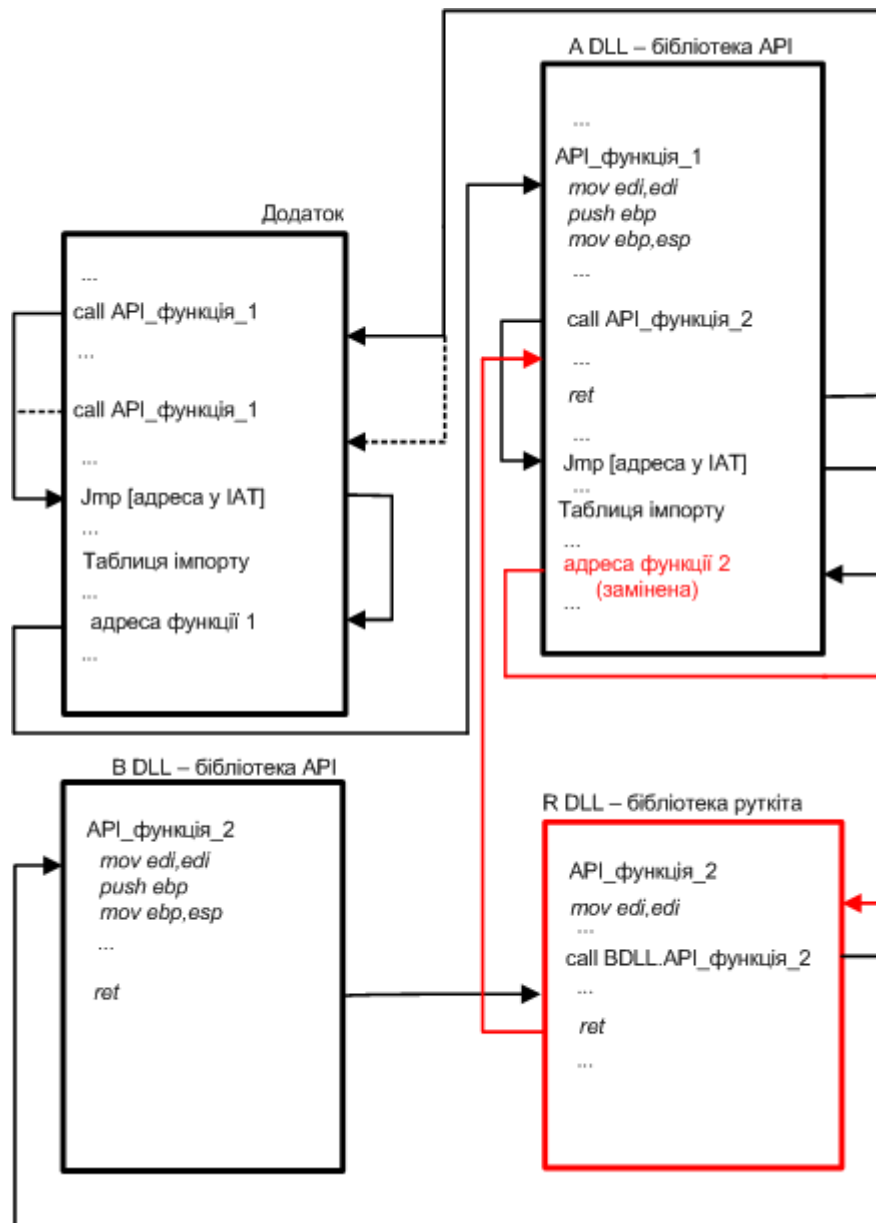 A DLL – бібліотека API
...
API_функція_1
mov edi,edi
push ebp
mov ebp,esp
...
call API_функція_2
...
ret
...
Jmp [адреса у IAT]
...
Таблиця імпорту
...
адреса функції 2
(замінена)
...
Додаток
...
call API_функція_1
...
call API_функція_1
...
Jmp [адреса у IAT]
...
Таблиця імпорту
...
адреса функції 1
...
B DLL – бібліотека API
API_функція_2
mov edi,edi
push ebp
mov ebp,esp
...
ret
R DLL – бібліотека руткіта
API_функція_2
mov edi,edi
...
call BDLL.API_функція_2
...
ret
...